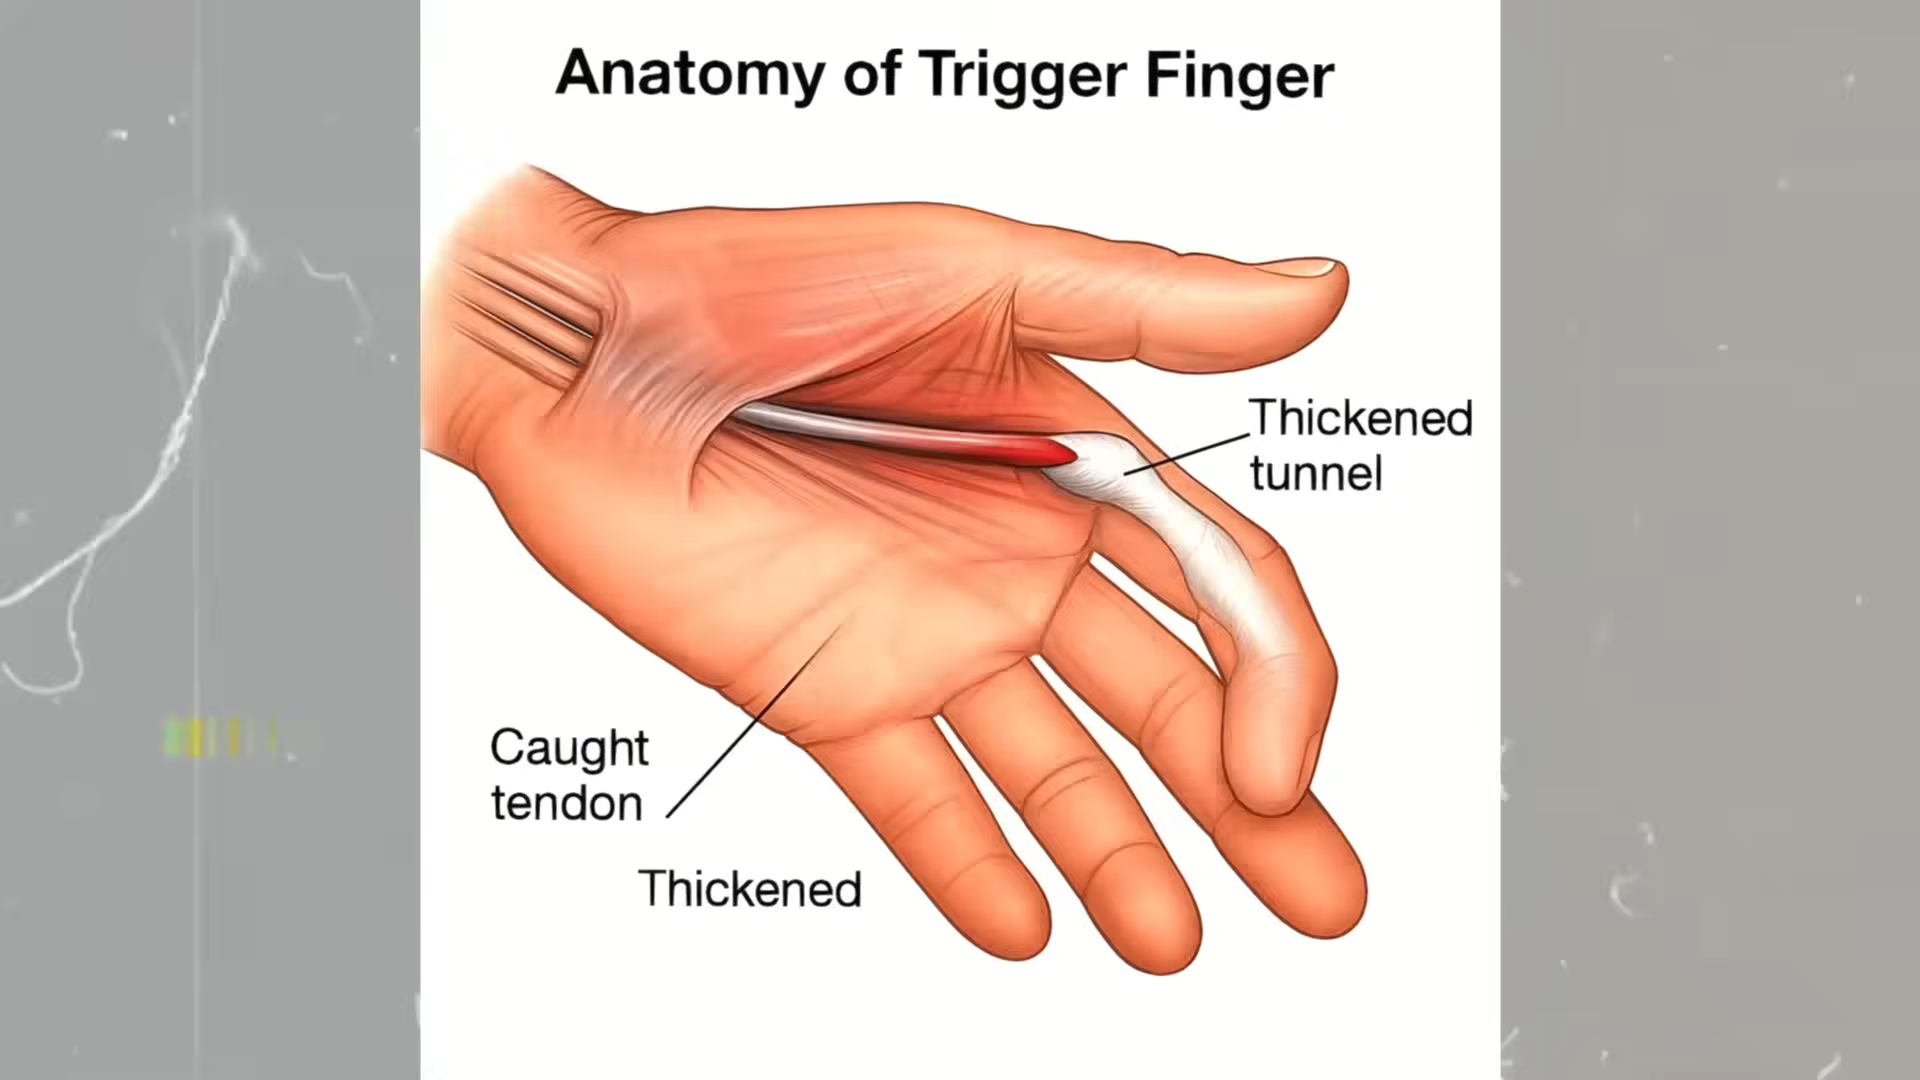 Anatomy of Trigger Finger
Thickened
tunnel
Caught
tendon
Thickened